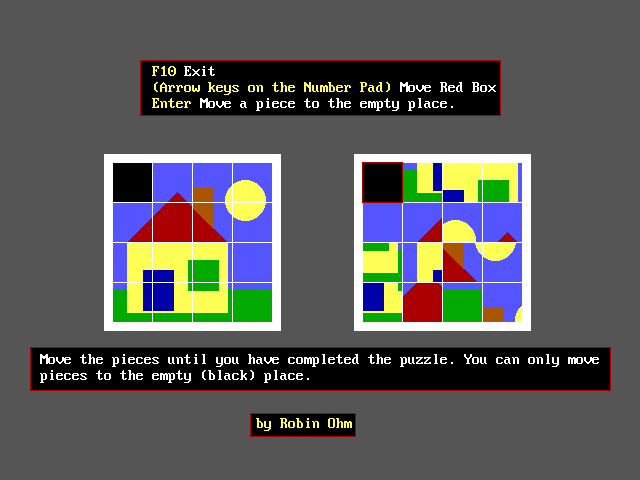 F10 Exit
(Arrow keys on the Number Pad) Move Red Box
Enter Move a piece to the empty place.
Move the pieces until you have completed the puzzle. You can only move
pieces to the empty (black) place.
by Robin Ohm